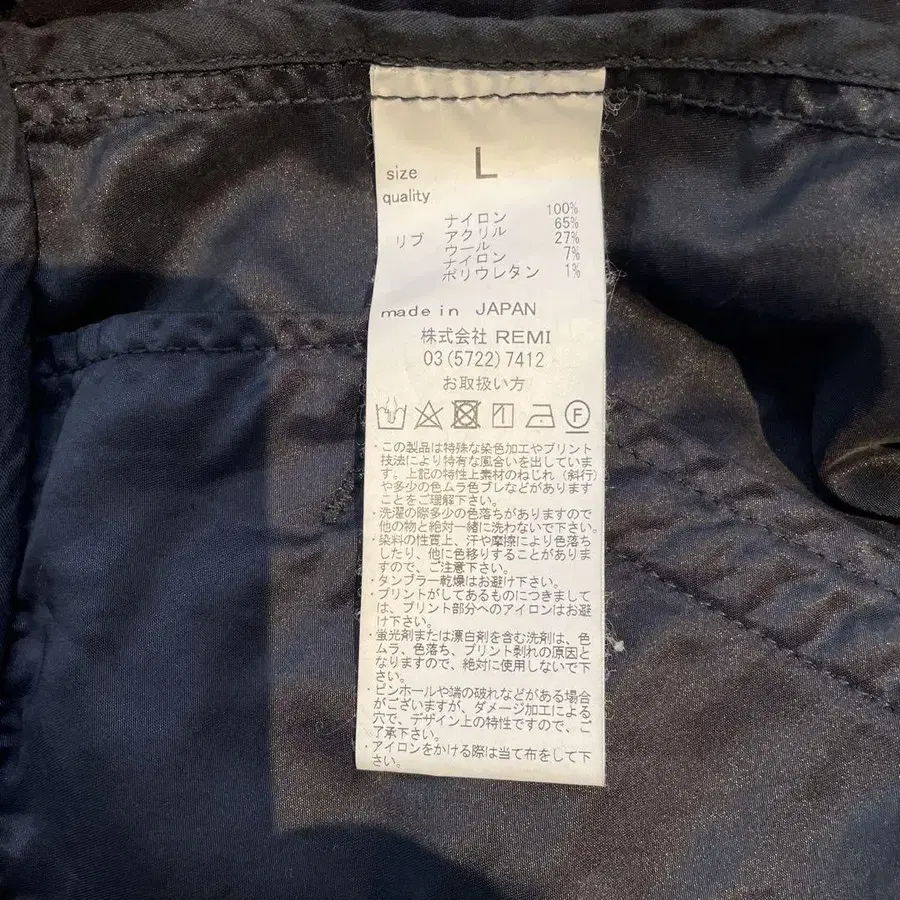 size L
quality
ナイロン 100%
リブ アクリル 65%
ウール 27%
ナイロン 7%
ポリウレタン 1%
made in JAPAN
株式会社 REMI
03(5722)7412
お取扱い方
F
・この製品は特殊な染色加工やプリント
技法により特有な風合いを出していま
す。上記の特性上素材のねじれ（斜行）
や多少の色ムラ色ブレなどがあります
ことをご理解下さい。
・洗濯の際多少の色落ちがありますので
他の物と絶対一緒に洗わないで下さい。
・染料の性質上、汗や摩擦により色落ち
したり、他に色移りすることがありま
すので、ご注意下さい。
・タンブラー乾燥はお避け下さい。
・プリントがしてあるものにつきまして
は、プリント部分へのアイロンはお避
け下さい。
・蛍光剤または漂白剤を含む洗剤は、色
ムラ、色落ち、プリント剥れの原因と
なりますので、絶対に使用しないで下
さい。
・ピンホールや端の破れなどがある場合
がございますが、ダメージ加工による
穴で、デザイン上の特性ですので、ご
了承下さい。
・アイロンをかける際は当て布をして下
さい。